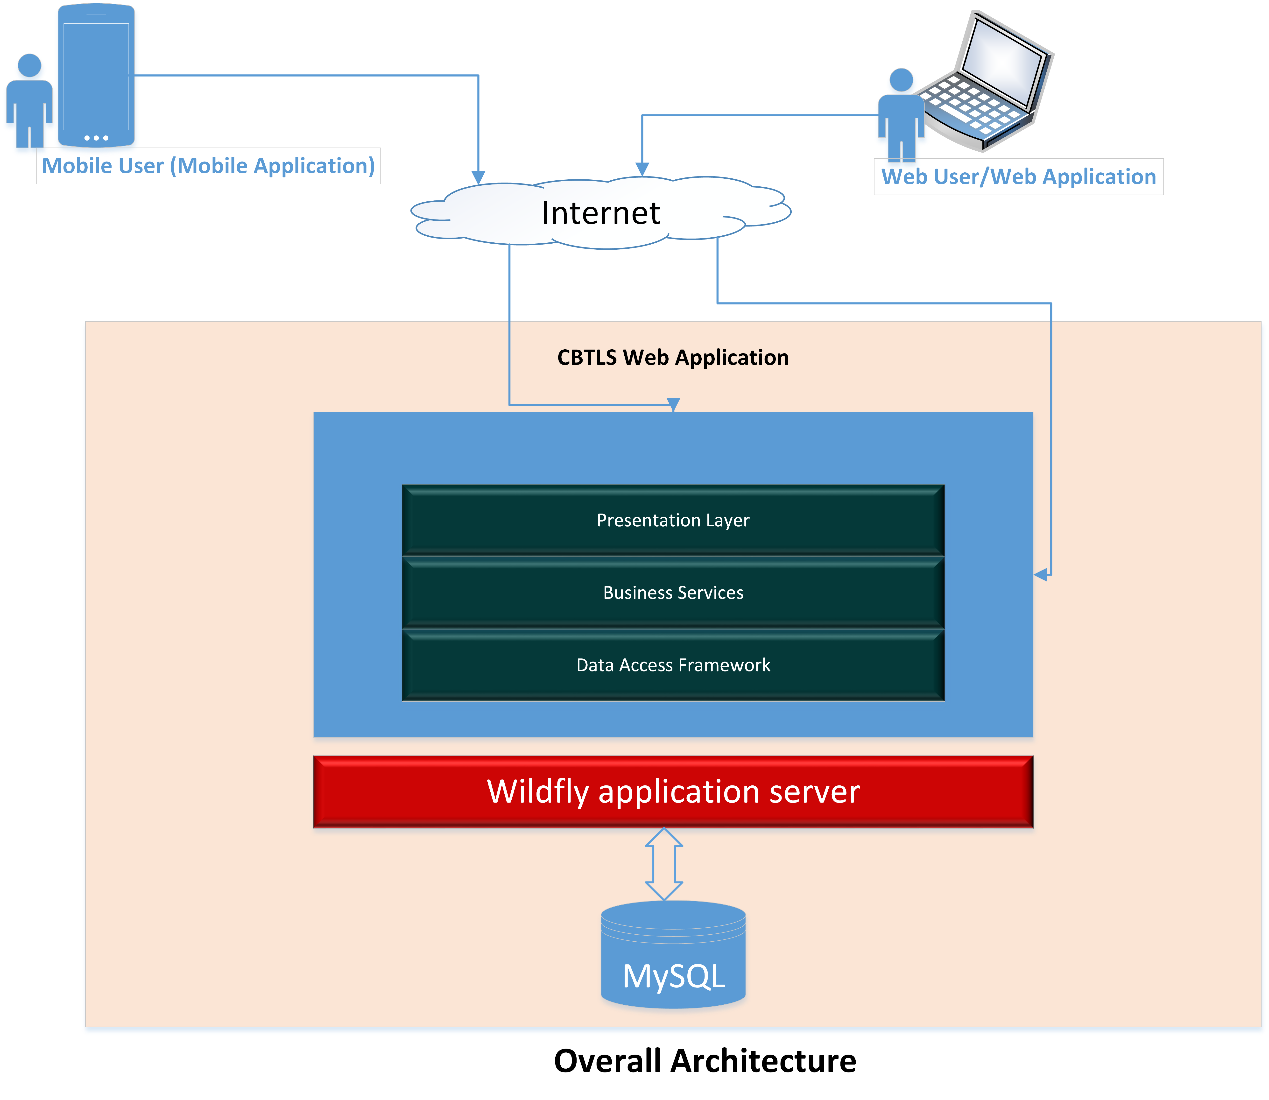 Mobile User (Mobile Application)
Web User/Web Application
Internet
CBTLS Web Application
Presentation Layer
Business Services
Data Access Framework
Wildfly application server
MySQL
Overall Architecture